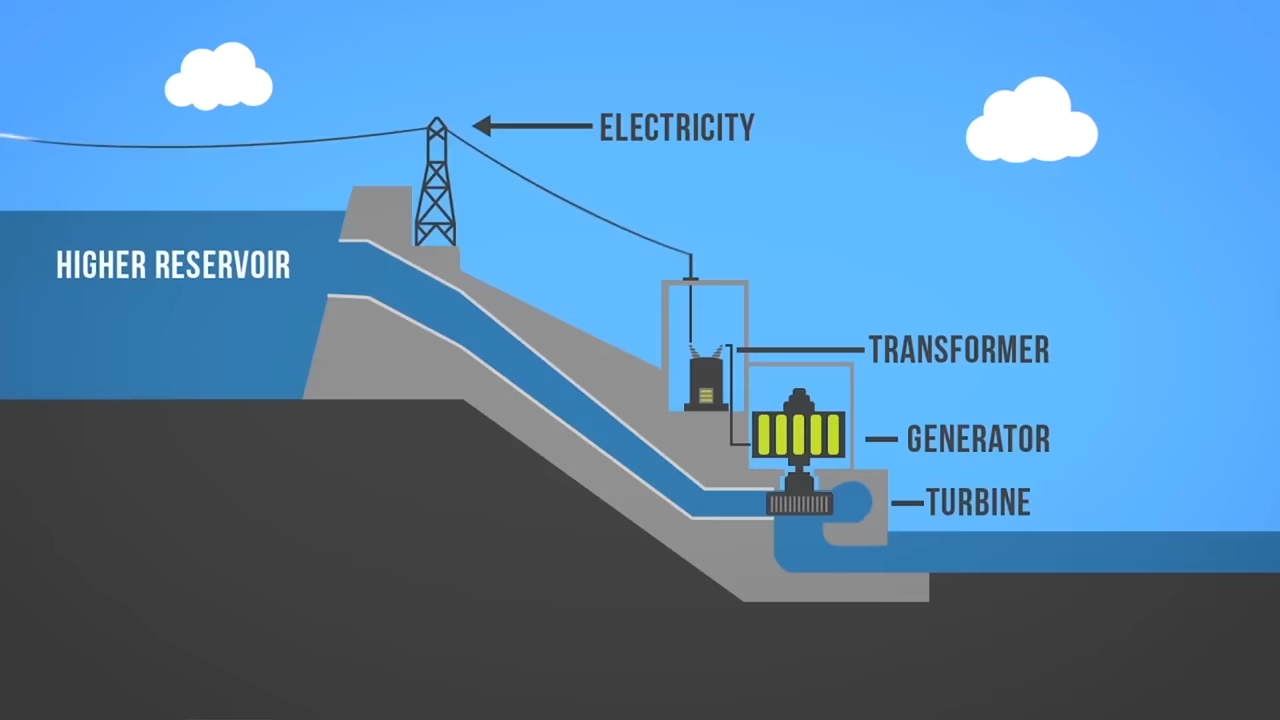 ELECTRICITY
HIGHER RESERVOIR
TRANSFORMER
GENERATOR
TURBINE